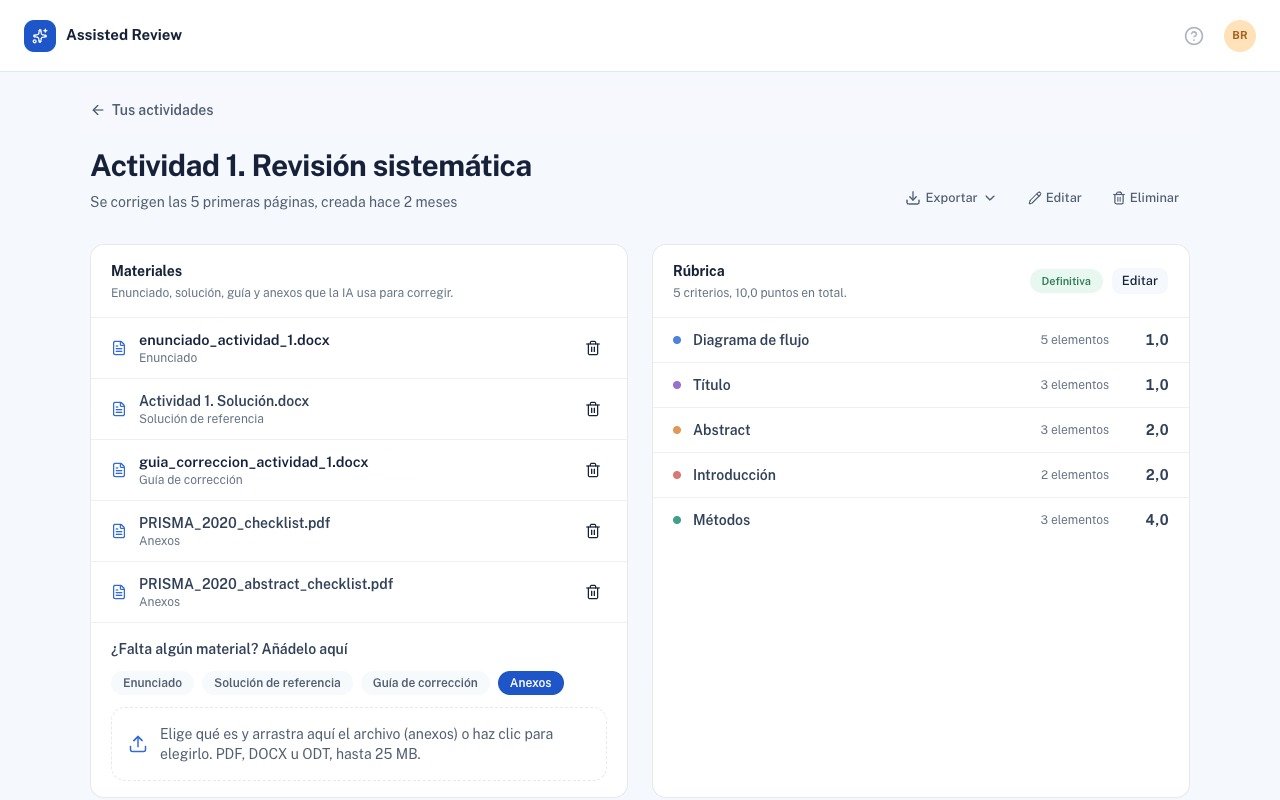 Assisted Review
BR
Tus actividades
Actividad 1. Revisión sistemática
Se corrigen las 5 primeras páginas, creada hace 2 meses
Exportar
Editar
Eliminar
Materiales
Enunciado, solución, guía y anexos que la IA usa para corregir.
enunciado_actividad_1.docx
Enunciado
Actividad 1. Solución.docx
Solución de referencia
guia_correccion_actividad_1.docx
Guía de corrección
PRISMA_2020_checklist.pdf
Anexos
PRISMA_2020_abstract_checklist.pdf
Anexos
¿Falta algún material? Añádelo aquí
Enunciado
Solución de referencia
Guía de corrección
Anexos
Elige qué es y arrastra aquí el archivo (anexos) o haz clic para
elegirlo. PDF, DOCX u ODT, hasta 25 MB.
Rúbrica
5 criterios, 10,0 puntos en total.
Definitiva
Editar
Diagrama de flujo 5 elementos 1,0
Título 3 elementos 1,0
Abstract 3 elementos 2,0
Introducción 2 elementos 2,0
Métodos 3 elementos 4,0